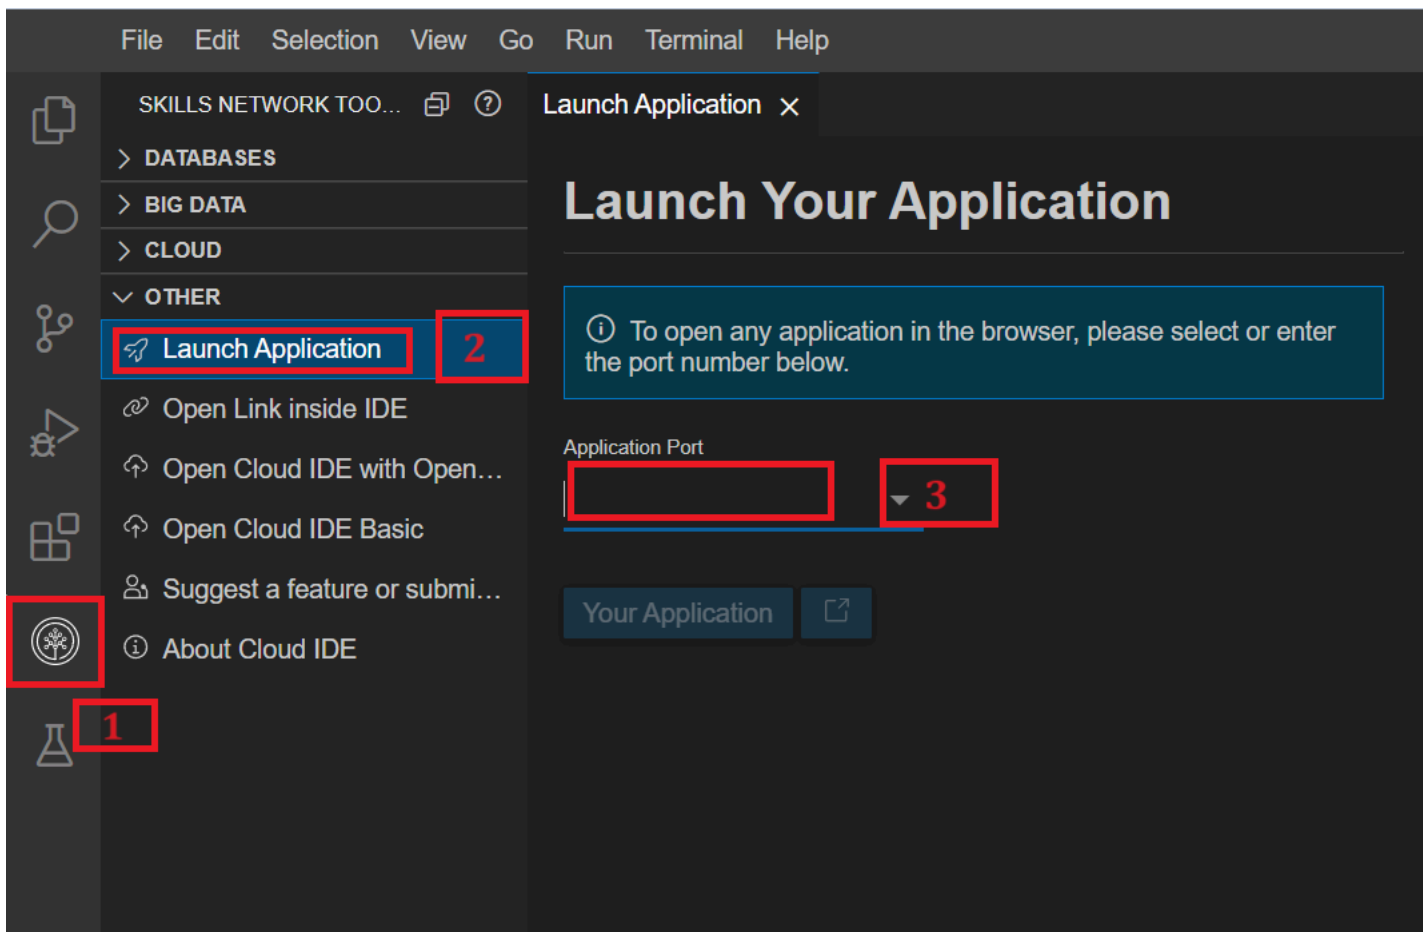 File Edit Selection View Go Run Terminal Help
SKILLS NETWORK TOO...
DATABASES
BIG DATA
CLOUD
OTHER
Launch Application 2
Open Link inside IDE
Open Cloud IDE with Open...
Open Cloud IDE Basic
Suggest a feature or submi...
About Cloud IDE
1
Launch Application
Launch Your Application
To open any application in the browser, please select or enter
the port number below.
Application Port
3
Your Application